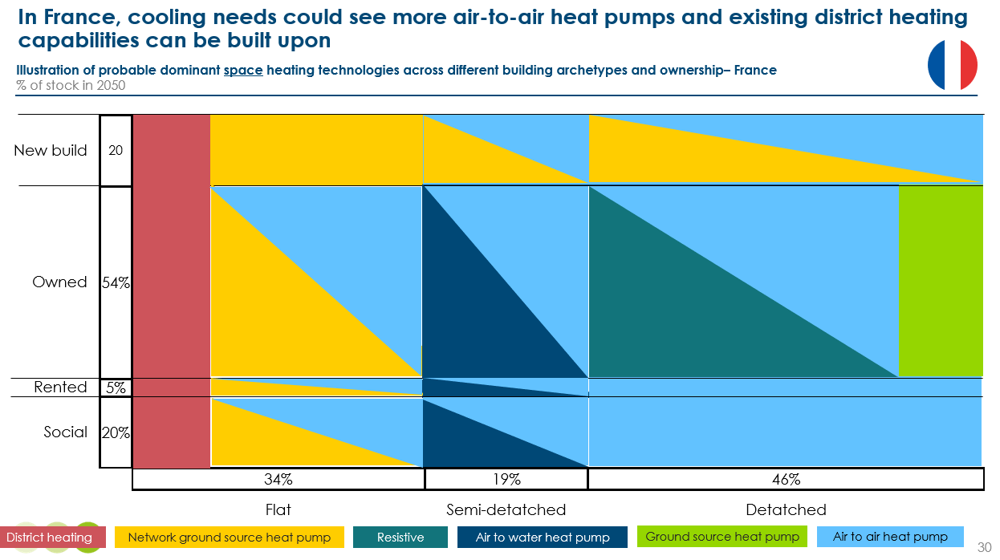 In France, cooling needs could see more air-to-air heat pumps and existing district heating
capabilities can be built upon
Illustration of probable dominant space heating technologies across different building archetypes and ownership– France
% of stock in 2050
New build
20
Owned
54%
Rented
5%
Social
20%
34%
19%
46%
Flat
Semi-detatched
Detatched
District heating
Network ground source heat pump
Resistive
Air to water heat pump
Ground source heat pump
Air to air heat pump
30